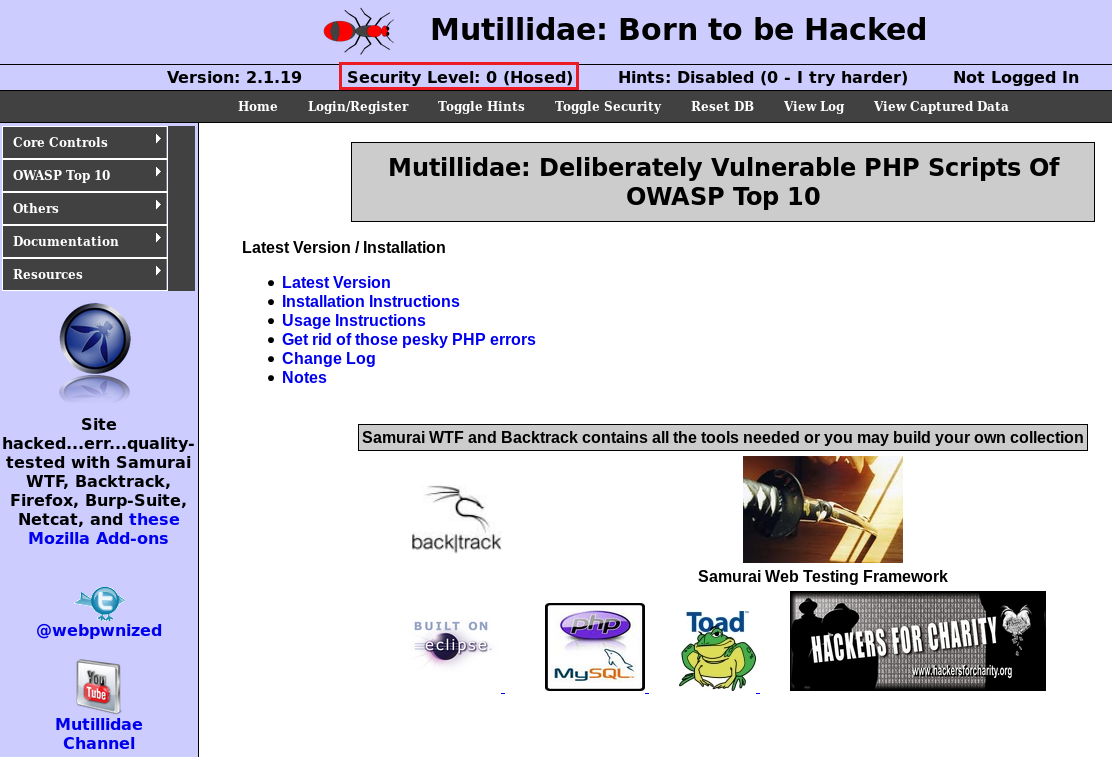 Mutillidae: Born to be Hacked
Version: 2.1.19 Security Level: 0 (Hosed) Hints: Disabled (0 - I try harder) Not Logged In
Home Login/Register Toggle Hints Toggle Security Reset DB View Log View Captured Data
Core Controls
OWASP Top 10
Others
Documentation
Resources
Site
hacked...err...quality-
tested with Samurai
WTF, Backtrack,
Firefox, Burp-Suite,
Netcat, and these
Mozilla Add-ons
@webpwnized
You
Tube
Mutillidae
Channel
Mutillidae: Deliberately Vulnerable PHP Scripts Of
OWASP Top 10
Latest Version / Installation
Latest Version
Installation Instructions
Usage Instructions
Get rid of those pesky PHP errors
Change Log
Notes
Samurai WTF and Backtrack contains all the tools needed or you may build your own collection
back|track
Samurai Web Testing Framework
BUILT ON
eclipse
php
MySQL
Toad
HACKERS FOR CHARITY
www.hackersforcharity.org